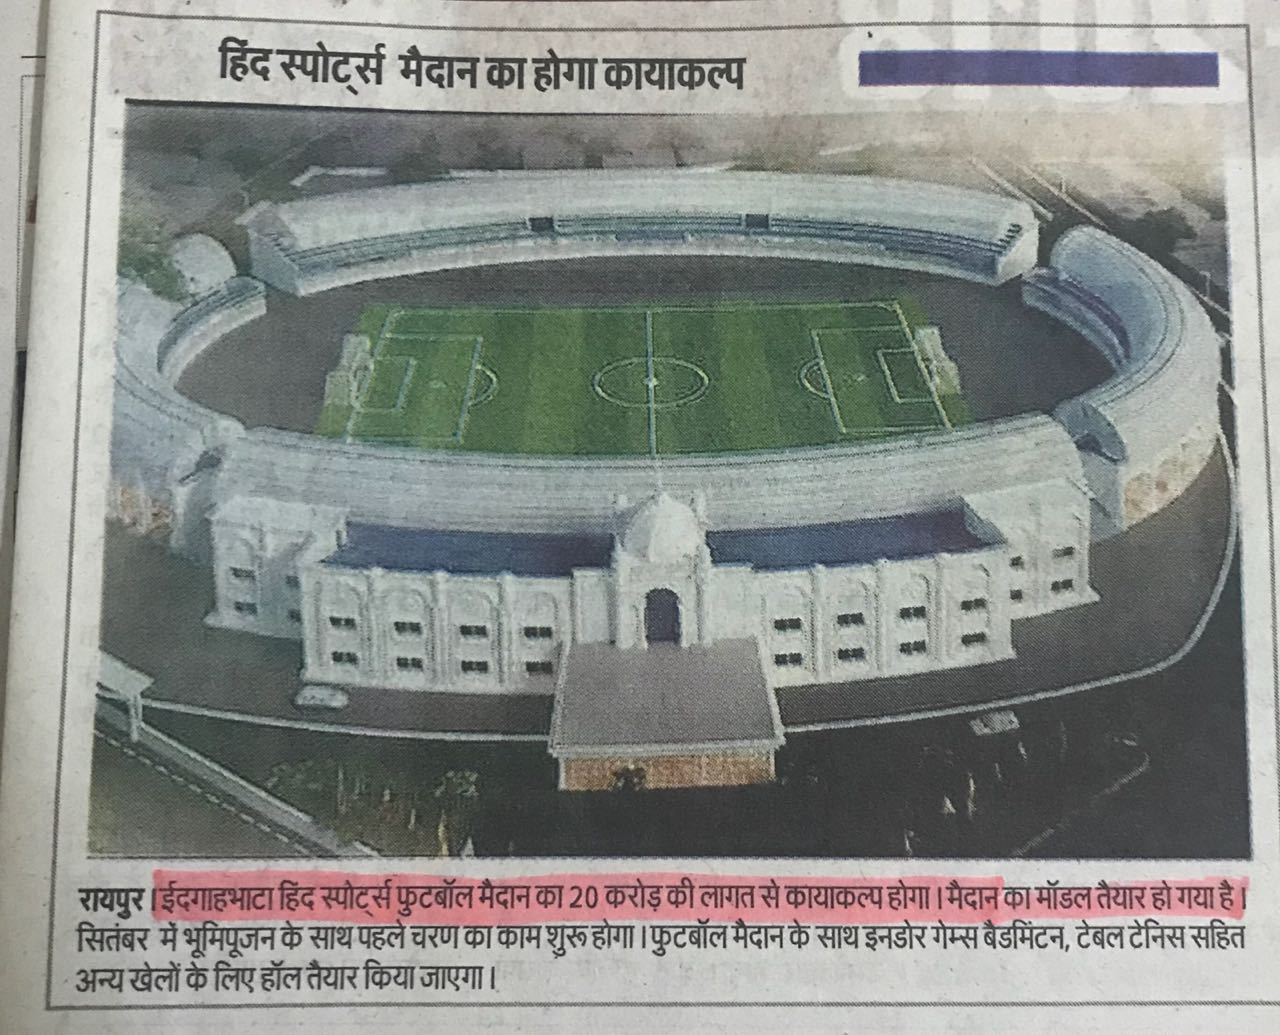 हिंद स्पोर्ट्स मैदान का होगा कायाकल्प
रायपुर । ईदगाहभाटा हिंद स्पोर्ट्स फुटबॉल मैदान का 20 करोड़ की लागत से कायाकल्प होगा । मैदान का मॉडल तैयार हो गया है ।
सितंबर में भूमिपूजन के साथ पहले चरण का काम शुरू होगा । फुटबॉल मैदान के साथ इनडोर गेम्स बैडमिंटन, टेबल टेनिस सहित
अन्य खेलों के लिए हॉल तैयार किया जाएगा ।